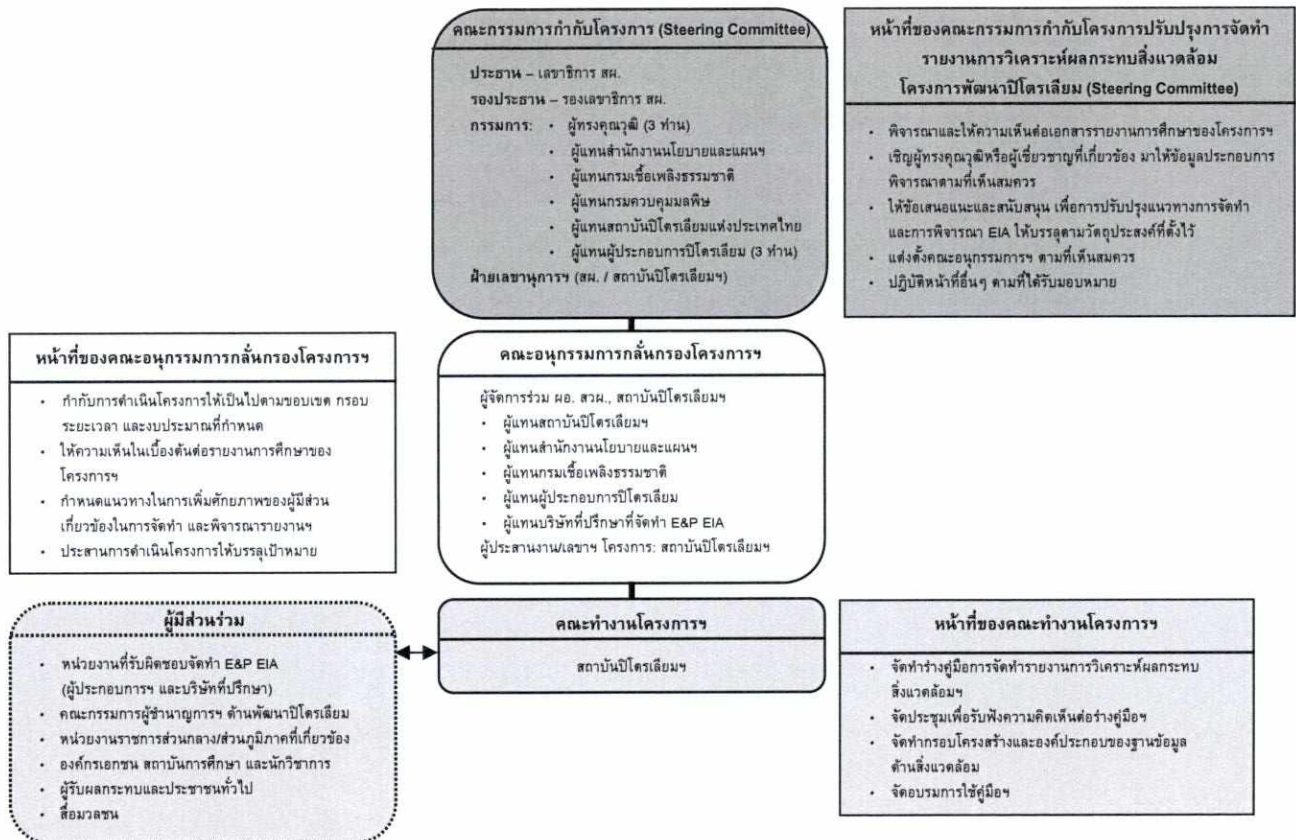 คณะกรรมการกำกับโครงการ (Steering Committee)
ประธาน – เลขาธิการ สผ.
รองประธาน – รองเลขาธิการ สผ.
กรรมการ: • ผู้ทรงคุณวุฒิ (3 ท่าน)
• ผู้แทนสำนักงานนโยบายและแผนฯ
• ผู้แทนกรมเชื้อเพลิงธรรมชาติ
• ผู้แทนกรมควบคุมมลพิษ
• ผู้แทนสถาบันปิโตรเลียมแห่งประเทศไทย
• ผู้แทนผู้ประกอบการปิโตรเลียม (3 ท่าน)
ฝ่ายเลขานุการฯ (สผ. / สถาบันปิโตรเลียมฯ)
หน้าที่ของคณะกรรมการกำกับโครงการปรับปรุงการจัดทำ
รายงานการวิเคราะห์ผลกระทบสิ่งแวดล้อม
โครงการพัฒนาปิโตรเลียม (Steering Committee)
• พิจารณาและให้ความเห็นต่อเอกสารรายงานการศึกษาของโครงการฯ
• เชิญผู้ทรงคุณวุฒิหรือผู้เชี่ยวชาญที่เกี่ยวข้อง มาให้ข้อมูลประกอบการ
พิจารณาตามที่เห็นสมควร
• ให้ข้อเสนอแนะและสนับสนุน เพื่อการปรับปรุงแนวทางการจัดทำ
และการพิจารณา EIA ให้บรรลุตามวัตถุประสงค์ที่ตั้งไว้
• แต่งตั้งคณะอนุกรรมการฯ ตามที่เห็นสมควร
• ปฏิบัติหน้าที่อื่นๆ ตามที่ได้รับมอบหมาย
หน้าที่ของคณะอนุกรรมการกลั่นกรองโครงการฯ
• กำกับการดำเนินโครงการให้เป็นไปตามขอบเขต กรอบ
ระยะเวลา และงบประมาณที่กำหนด
• ให้ความเห็นในเบื้องต้นต่อรายงานการศึกษาของ
โครงการฯ
• กำหนดแนวทางในการเพิ่มศักยภาพของผู้มีส่วน
เกี่ยวข้องในการจัดทำ และพิจารณารายงานฯ
• ประสานการดำเนินโครงการให้บรรลุเป้าหมาย
คณะอนุกรรมการกลั่นกรองโครงการฯ
ผู้จัดการร่วม ผอ. สวผ., สถาบันปิโตรเลียมฯ
• ผู้แทนสถาบันปิโตรเลียมฯ
• ผู้แทนสำนักงานนโยบายและแผนฯ
• ผู้แทนกรมเชื้อเพลิงธรรมชาติ
• ผู้แทนผู้ประกอบการปิโตรเลียม
• ผู้แทนบริษัทที่ปรึกษาที่จัดทำ E&P EIA
ผู้ประสานงาน/เลขาฯ โครงการ: สถาบันปิโตรเลียมฯ
ผู้มีส่วนร่วม
• หน่วยงานที่รับผิดชอบจัดทำ E&P EIA
(ผู้ประกอบการฯ และบริษัทที่ปรึกษา)
• คณะกรรมการผู้ชำนาญการฯ ด้านพัฒนาปิโตรเลียม
• หน่วยงานราชการส่วนกลาง/ส่วนภูมิภาคที่เกี่ยวข้อง
• องค์กรเอกชน สถาบันการศึกษา และนักวิชาการ
• ผู้รับผลกระทบและประชาชนทั่วไป
• สื่อมวลชน
คณะทำงานโครงการฯ
สถาบันปิโตรเลียมฯ
หน้าที่ของคณะทำงานโครงการฯ
• จัดทำร่างคู่มือการจัดทำรายงานการวิเคราะห์ผลกระทบ
สิ่งแวดล้อมฯ
• จัดประชุมเพื่อรับฟังความคิดเห็นต่อร่างคู่มือฯ
• จัดทำกรอบโครงสร้างและองค์ประกอบของฐานข้อมูล
ด้านสิ่งแวดล้อม
• จัดอบรมการใช้คู่มือฯ